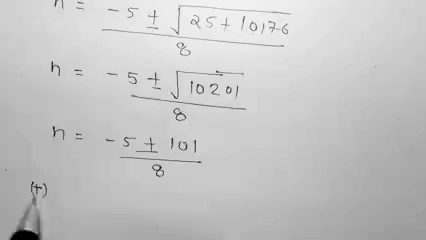 n = -5 ± √25 + 10176 / 8
n = -5 ± √10201 / 8
n = -5 ± 101 / 8
(+)